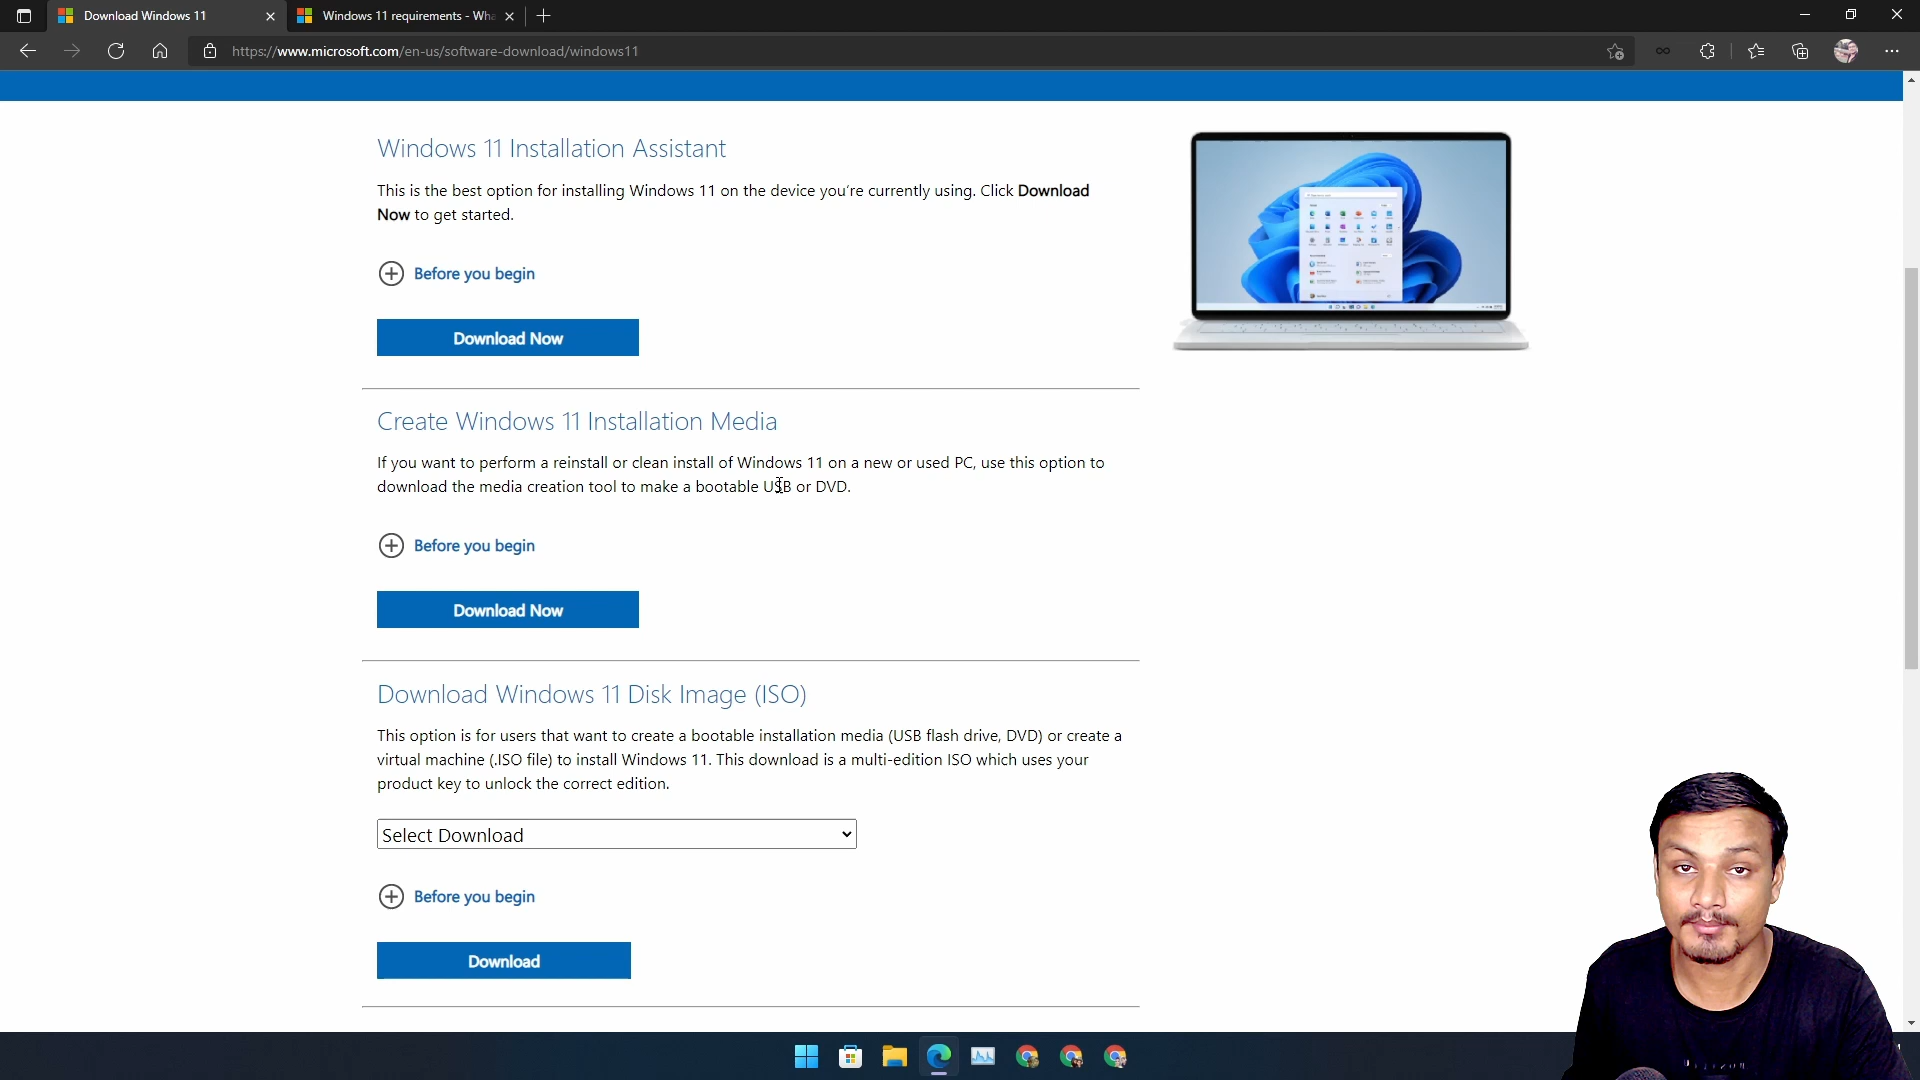 Download Windows 11
Windows 11 requirements - Wha
https://www.microsoft.com/en-us/software-download/windows11
Windows 11 Installation Assistant
This is the best option for installing Windows 11 on the device you're currently using. Click Download
Now to get started.
Before you begin
Download Now
Create Windows 11 Installation Media
If you want to perform a reinstall or clean install of Windows 11 on a new or used PC, use this option to
download the media creation tool to make a bootable USB or DVD.
Before you begin
Download Now
Download Windows 11 Disk Image (ISO)
This option is for users that want to create a bootable installation media (USB flash drive, DVD) or create a
virtual machine (.ISO file) to install Windows 11. This download is a multi-edition ISO which uses your
product key to unlock the correct edition.
Select Download
Before you begin
Download